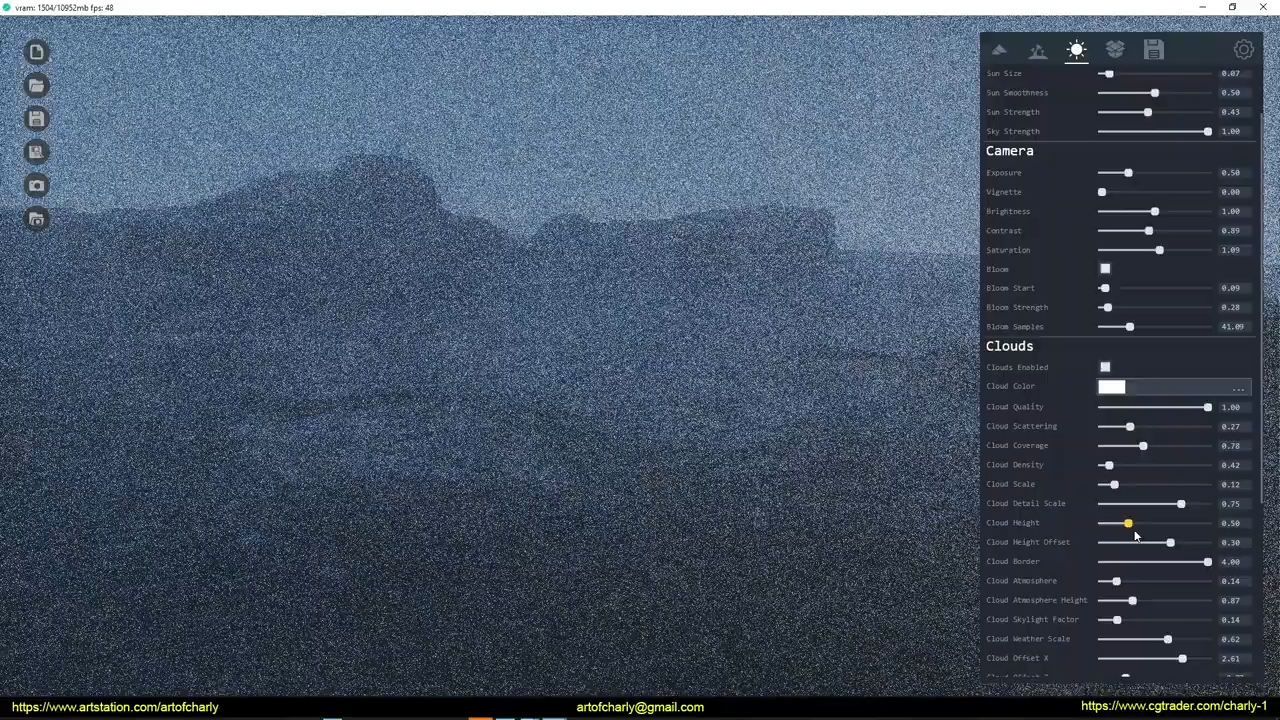 vram: 1504/10952mb fps: 48
Sun Size 0.07
Sun Smoothness 0.50
Sun Strength 0.43
Sky Strength 1.00
Camera
Exposure 0.50
Vignette 0.00
Brightness 1.00
Contrast 0.89
Saturation 1.09
Bloom
Bloom Start 0.09
Bloom Strength 0.28
Bloom Samples 41.09
Clouds
Clouds Enabled
Cloud Color ...
Cloud Quality 1.00
Cloud Scattering 0.27
Cloud Coverage 0.78
Cloud Density 0.42
Cloud Scale 0.12
Cloud Detail Scale 0.75
Cloud Height 0.50
Cloud Height Offset 0.30
Cloud Border 4.00
Cloud Atmosphere 0.14
Cloud Atmosphere Height 0.87
Cloud Skylight Factor 0.14
Cloud Weather Scale 0.62
Cloud Offset X 2.61
https://www.artstation.com/artofcharly
artofcharly@gmail.com
https://www.cgtrader.com/charly-1